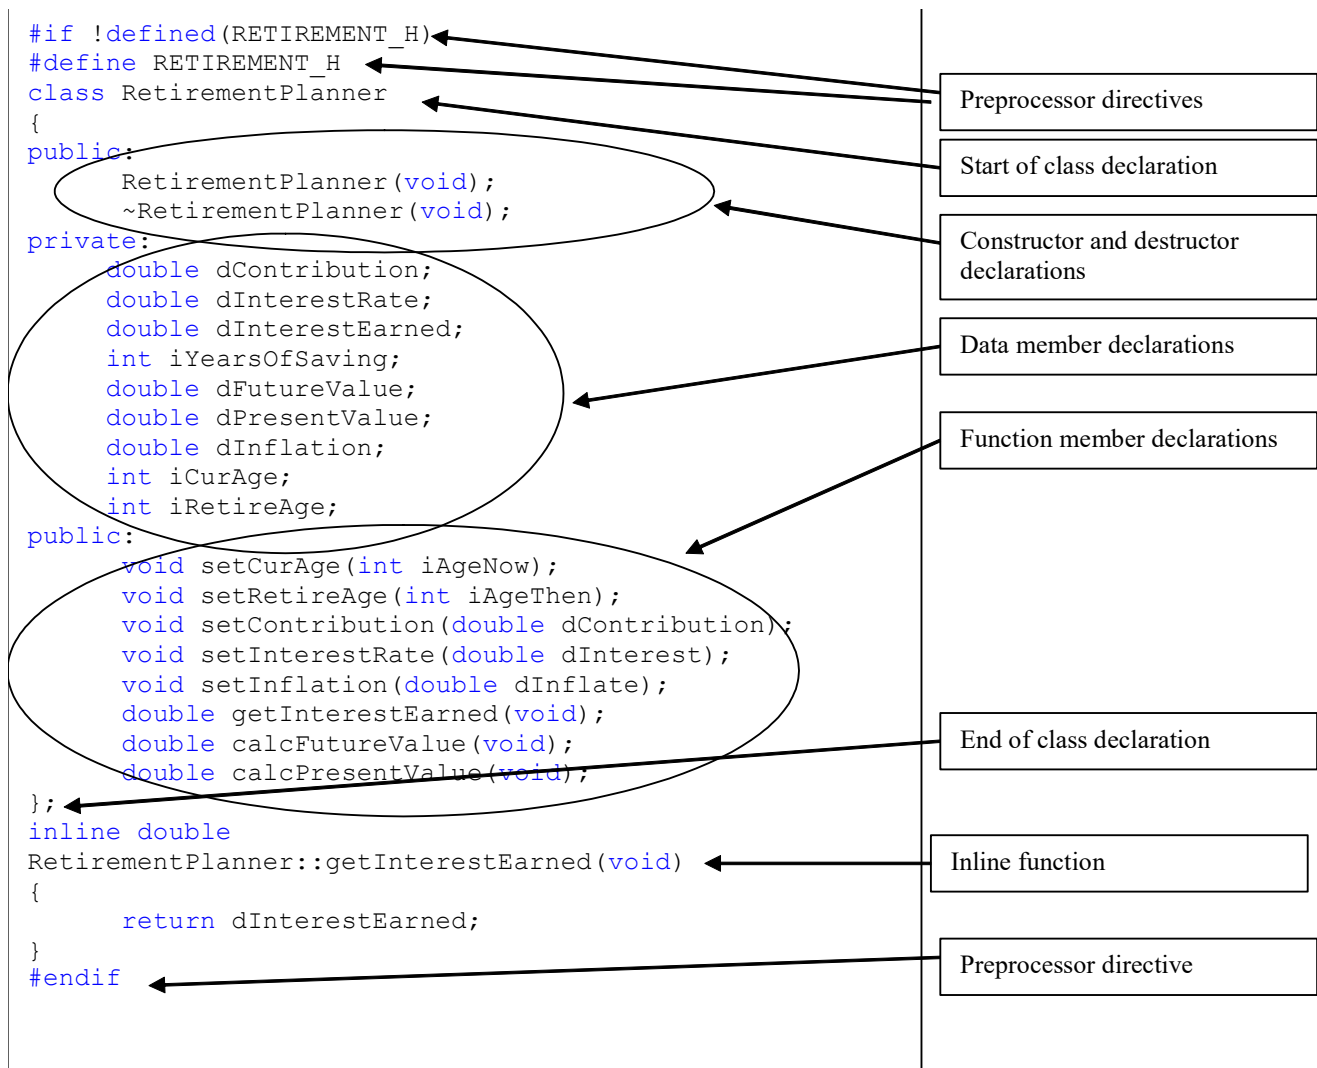 #if !defined(RETIREMENT_H)
#define RETIREMENT_H
class RetirementPlanner
{
public:
RetirementPlanner(void);
~RetirementPlanner(void);
private:
double dContribution;
double dInterestRate;
double dInterestEarned;
int iYearsOfSaving;
double dFutureValue;
double dPresentValue;
double dInflation;
int iCurAge;
int iRetireAge;
public:
void setCurAge(int iAgeNow);
void setRetireAge(int iAgeThen);
void setContribution(double dContribution);
void setInterestRate(double dInterest);
void setInflation(double dInflate);
double getInterestEarned(void);
double calcFutureValue(void);
double calcPresentValue(void);
};
inline double
RetirementPlanner::getInterestEarned(void)
{
return dInterestEarned;
}
#endif
Preprocessor directives
Start of class declaration
Constructor and destructor
declarations
Data member declarations
Function member declarations
End of class declaration
Inline function
Preprocessor directive